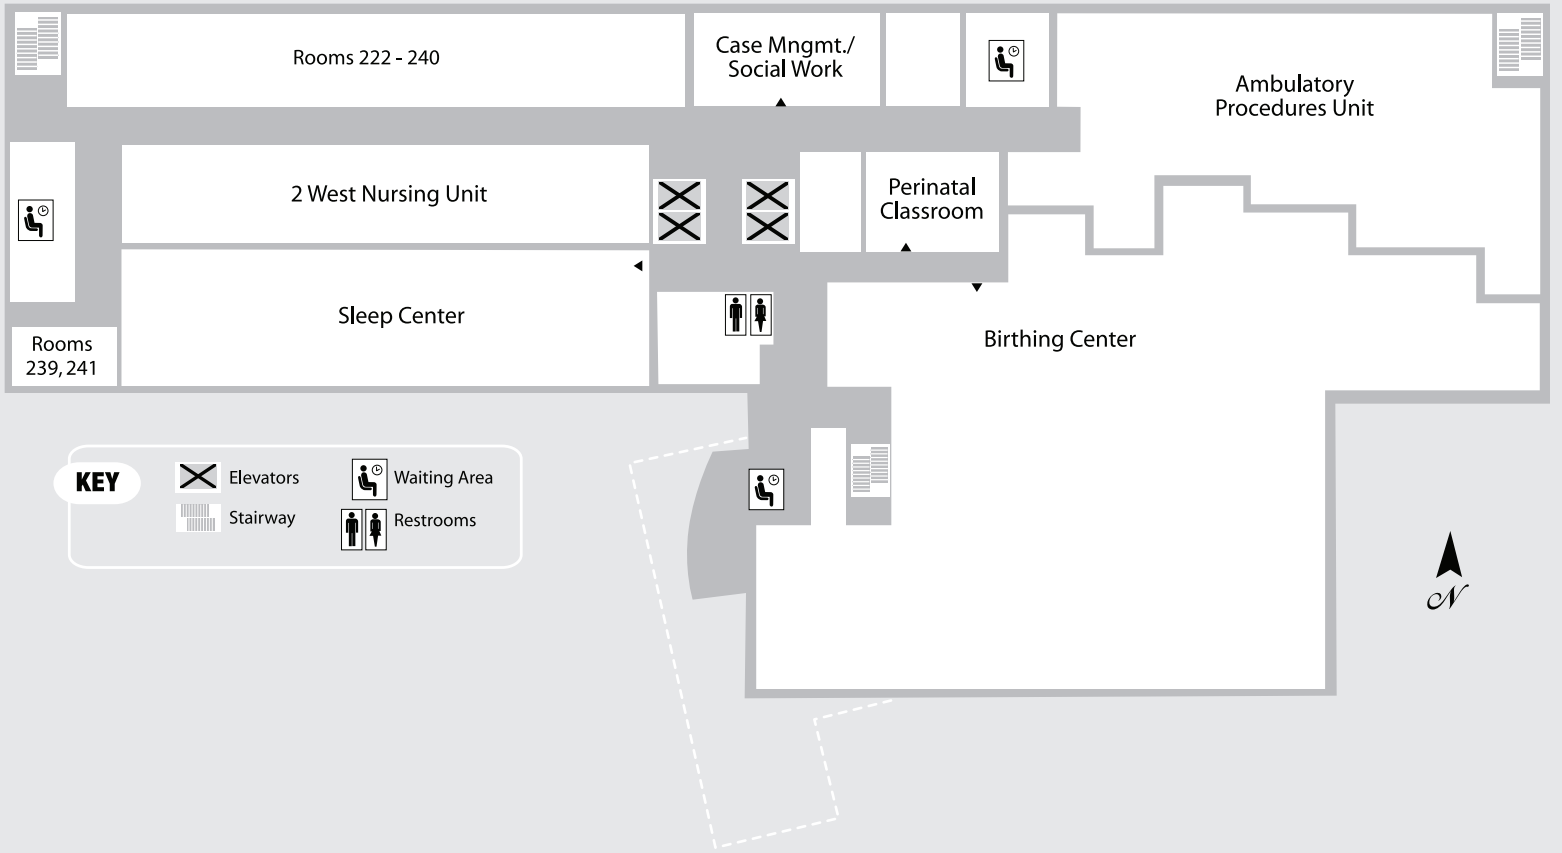 Rooms 222 - 240
Case Mngmt./
Social Work
Ambulatory
Procedures Unit
2 West Nursing Unit
Perinatal
Classroom
Sleep Center
Rooms
239, 241
Birthing Center
KEY
Elevators
Waiting Area
Stairway
Restrooms
N